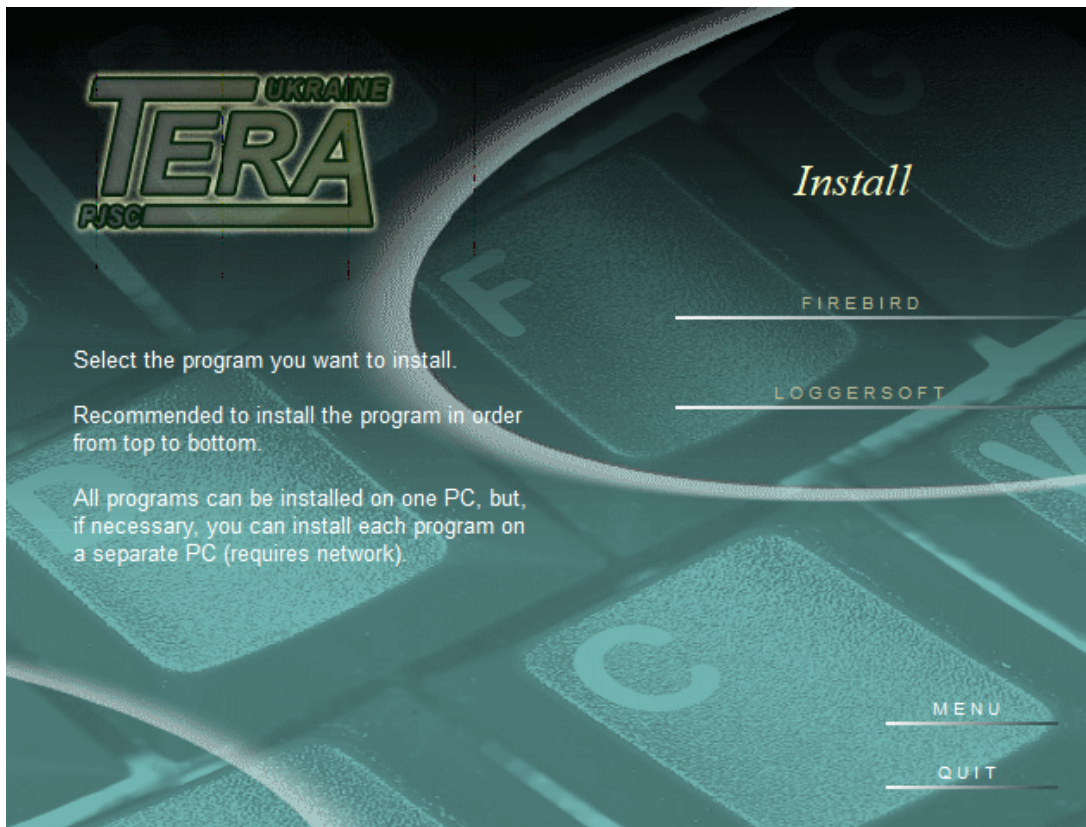 UKRAINE
TERA
PJSC
Install
FIREBIRD
LOGGERSOFT
Select the program you want to install.
Recommended to install the program in order
from top to bottom.
All programs can be installed on one PC, but,
if necessary, you can install each program on
a separate PC (requires network).
F
G
C
V
MENU
QUIT